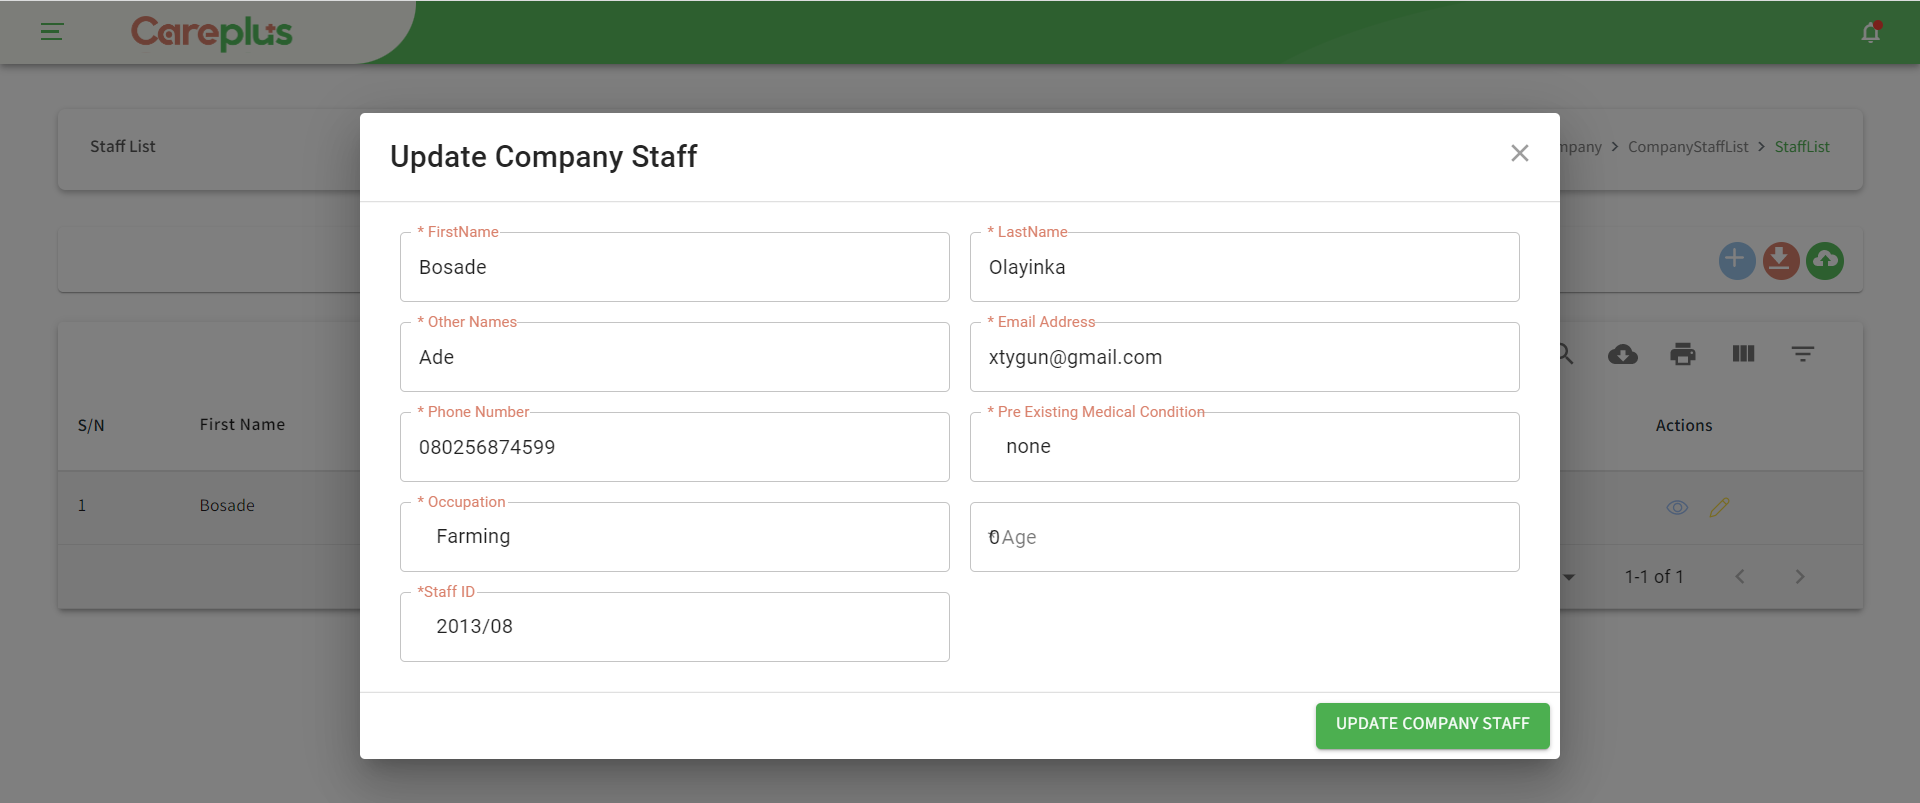 Careplus
Staff List
CompanyStaffList > StaffList
Update Company Staff
* FirstName
Bosade
* LastName
Olayinka
* Other Names
Ade
* Email Address
xtygun@gmail.com
* Phone Number
080256874599
* Pre Existing Medical Condition
none
* Occupation
Farming
* Age
0
*Staff ID
2013/08
UPDATE COMPANY STAFF
S/N
First Name
Actions
1
Bosade
1-1 of 1